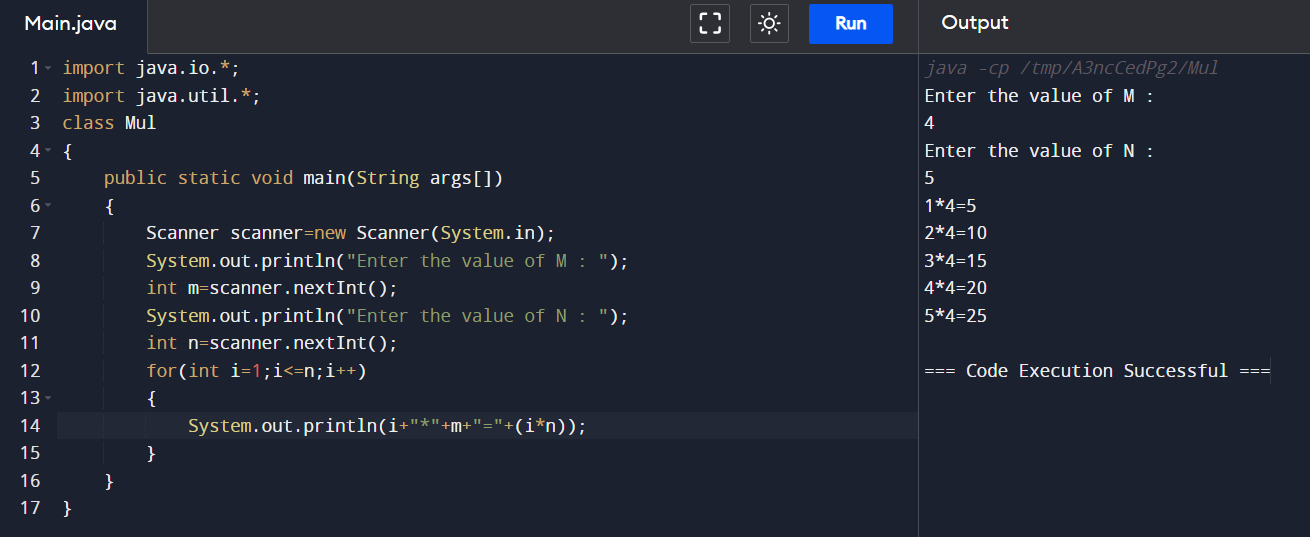 Main.java
Run
Output
1 import java.io.*;
2 import java.util.*;
3 class Mul
4 {
5     public static void main(String args[])
6     {
7         Scanner scanner=new Scanner(System.in);
8         System.out.println("Enter the value of M : ");
9         int m=scanner.nextInt();
10         System.out.println("Enter the value of N : ");
11         int n=scanner.nextInt();
12         for(int i=1;i<=n;i++)
13         {
14             System.out.println(i+"*"+m+"="+(i*n));
15         }
16     }
17 }
java -cp /tmp/A3ncCedPg2/Mul
Enter the value of M :
4
Enter the value of N :
5
1*4=5
2*4=10
3*4=15
4*4=20
5*4=25
=== Code Execution Successful ===